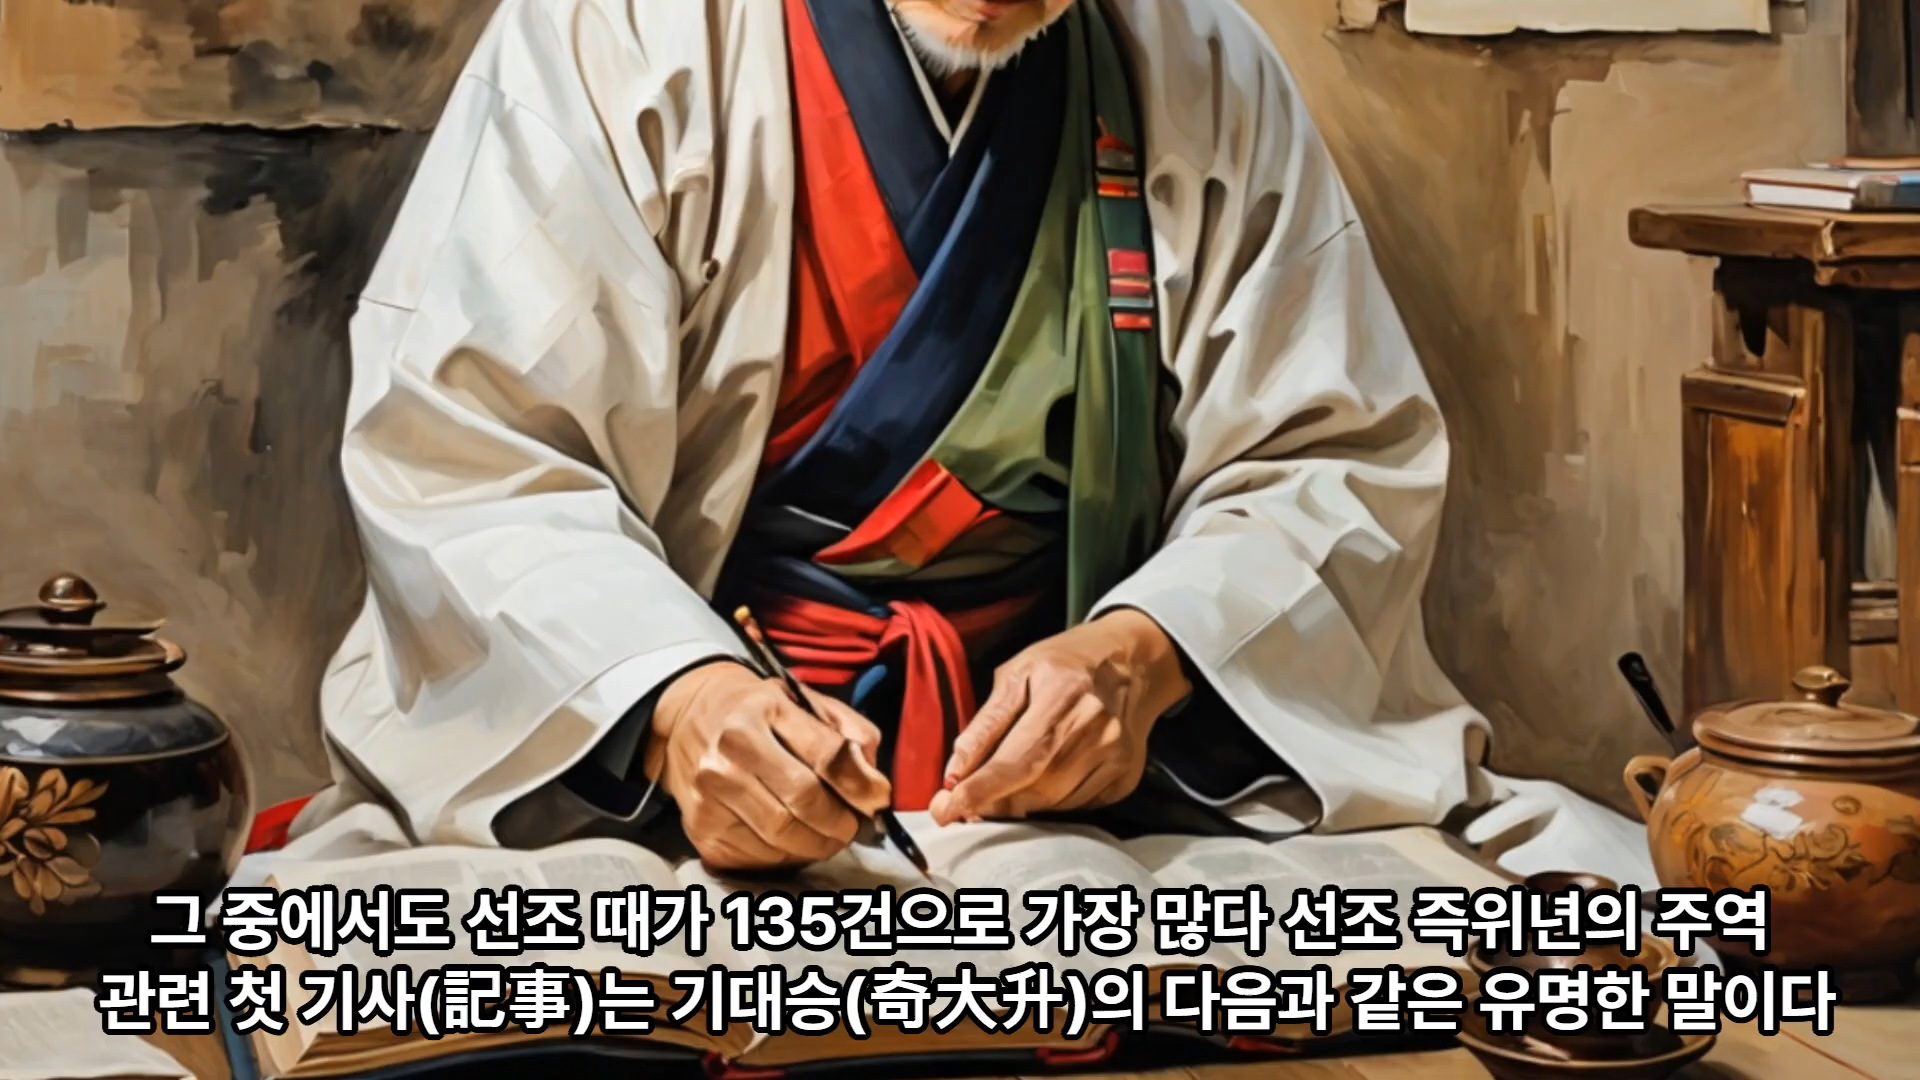 그 중에서도 선조 때가 135건으로 가장 많다 선조 즉위년의 주역
관련 첫 기사(記事)는 기대승(奇大升)의 다음과 같은 유명한 말이다